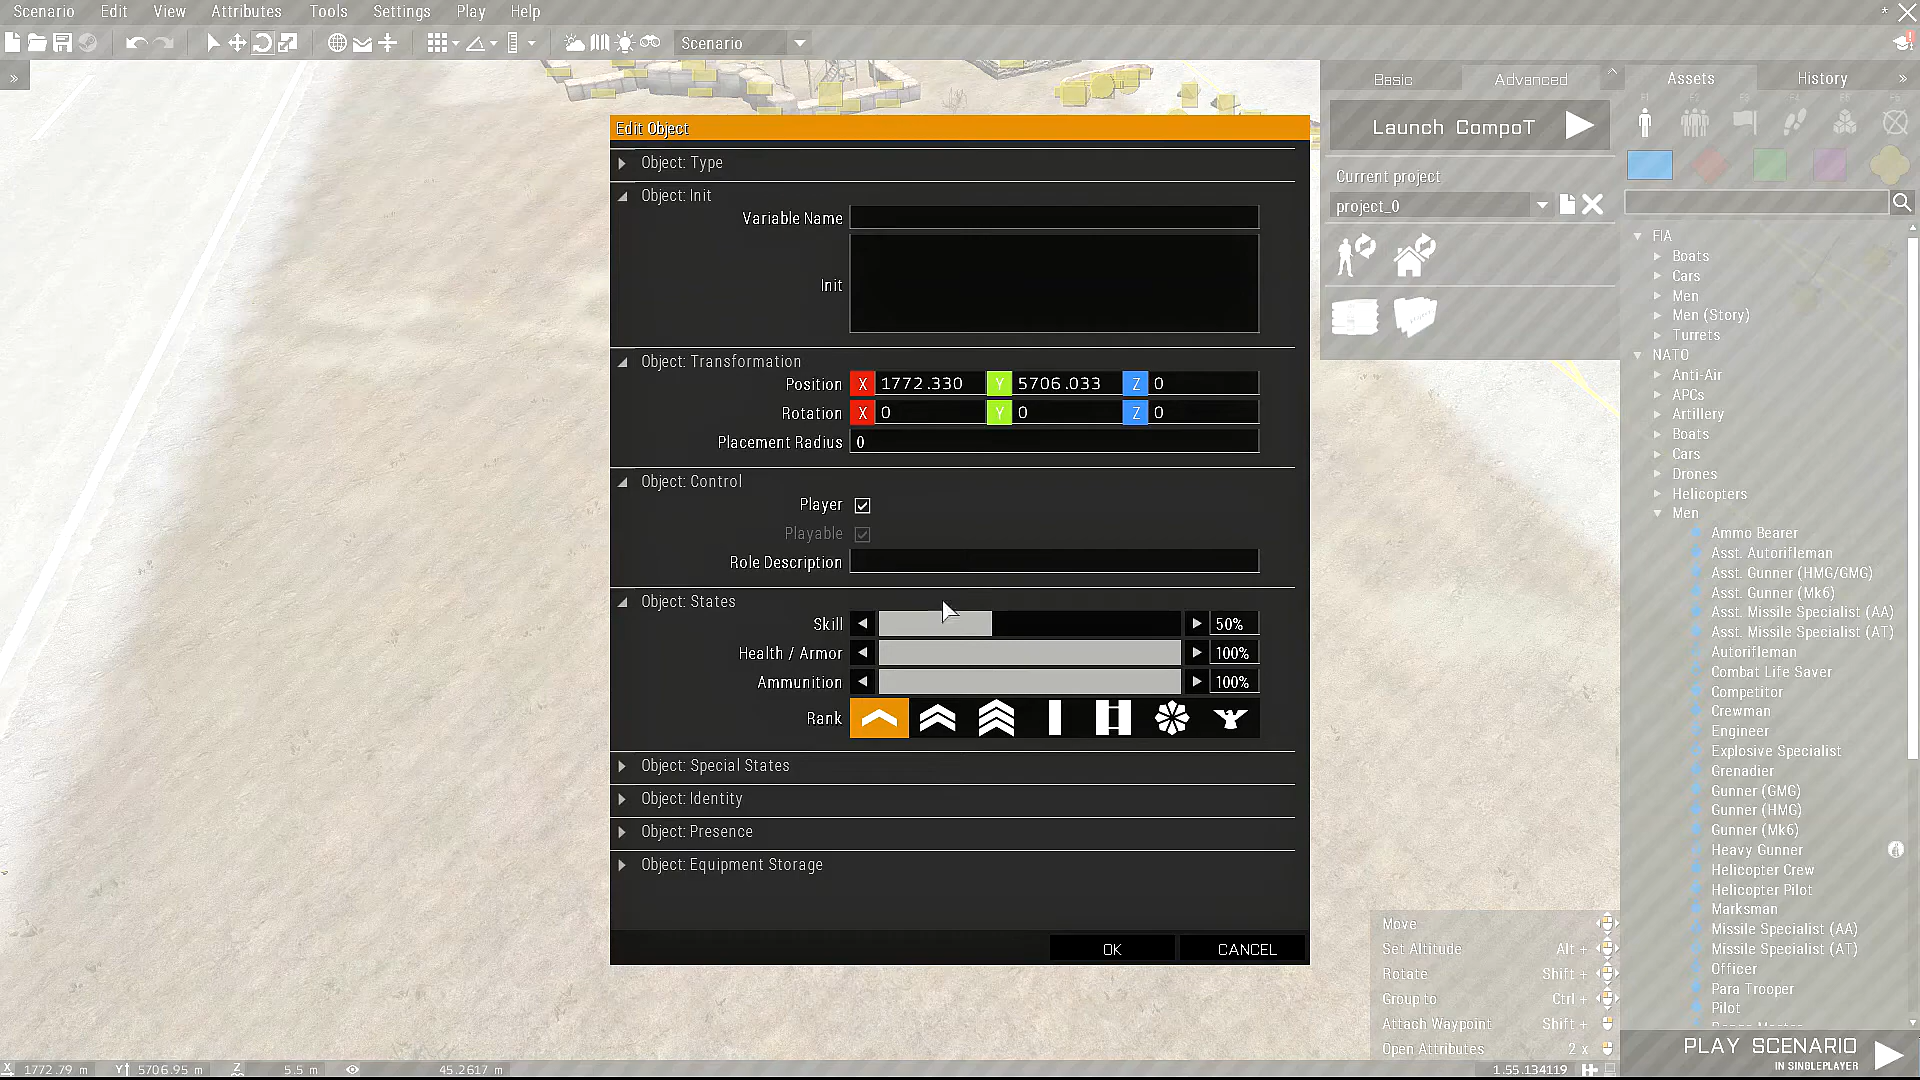 Scenario Edit View Attributes Tools Settings Play Help
*
Scenario
Basic Advanced
Assets History
Launch CompoT
Current project
project_0
F1 F2 F3 F4 F5 F6
Edit Object
Object: Type
Object: Init
Variable Name
Init
Object: Transformation
Position X 1772.330 Y 5706.033 Z 0
Rotation X 0 Y 0 Z 0
Placement Radius 0
Object: Control
Player
Playable
Role Description
Object: States
Skill 50%
Health / Armor 100%
Ammunition 100%
Rank
Object: Special States
Object: Identity
Object: Presence
Object: Equipment Storage
OK CANCEL
FIA
Boats
Cars
Men
Men (Story)
Turrets
NATO
Anti-Air
APCs
Artillery
Boats
Cars
Drones
Helicopters
Men
Ammo Bearer
Asst. Autorifleman
Asst. Gunner (HMG/GMG)
Asst. Gunner (Mk6)
Asst. Missile Specialist (AA)
Asst. Missile Specialist (AT)
Autorifleman
Combat Life Saver
Competitor
Crewman
Engineer
Explosive Specialist
Grenadier
Gunner (GMG)
Gunner (HMG)
Gunner (Mk6)
Heavy Gunner
Helicopter Crew
Helicopter Pilot
Marksman
Missile Specialist (AA)
Missile Specialist (AT)
Officer
Para Trooper
Pilot
Move
Set Altitude Alt +
Rotate Shift +
Group to Ctrl +
Attach Waypoint Shift +
Open Attributes 2 x
PLAY SCENARIO
IN SINGLEPLAYER
X 1772.79 m Y 5706.95 m Z 5.5 m 45.2617 m 1.55.134119